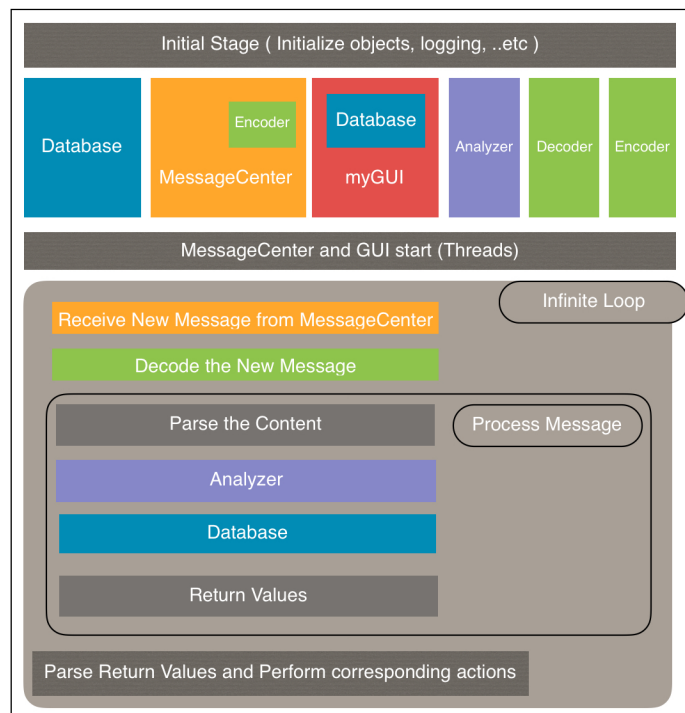 Initial Stage ( Initialize objects, logging, ..etc )
Database
Encoder
MessageCenter
Database
myGUI
Analyzer
Decoder
Encoder
MessageCenter and GUI start (Threads)
Infinite Loop
Receive New Message from MessageCenter
Decode the New Message
Parse the Content
Process Message
Analyzer
Database
Return Values
Parse Return Values and Perform corresponding actions